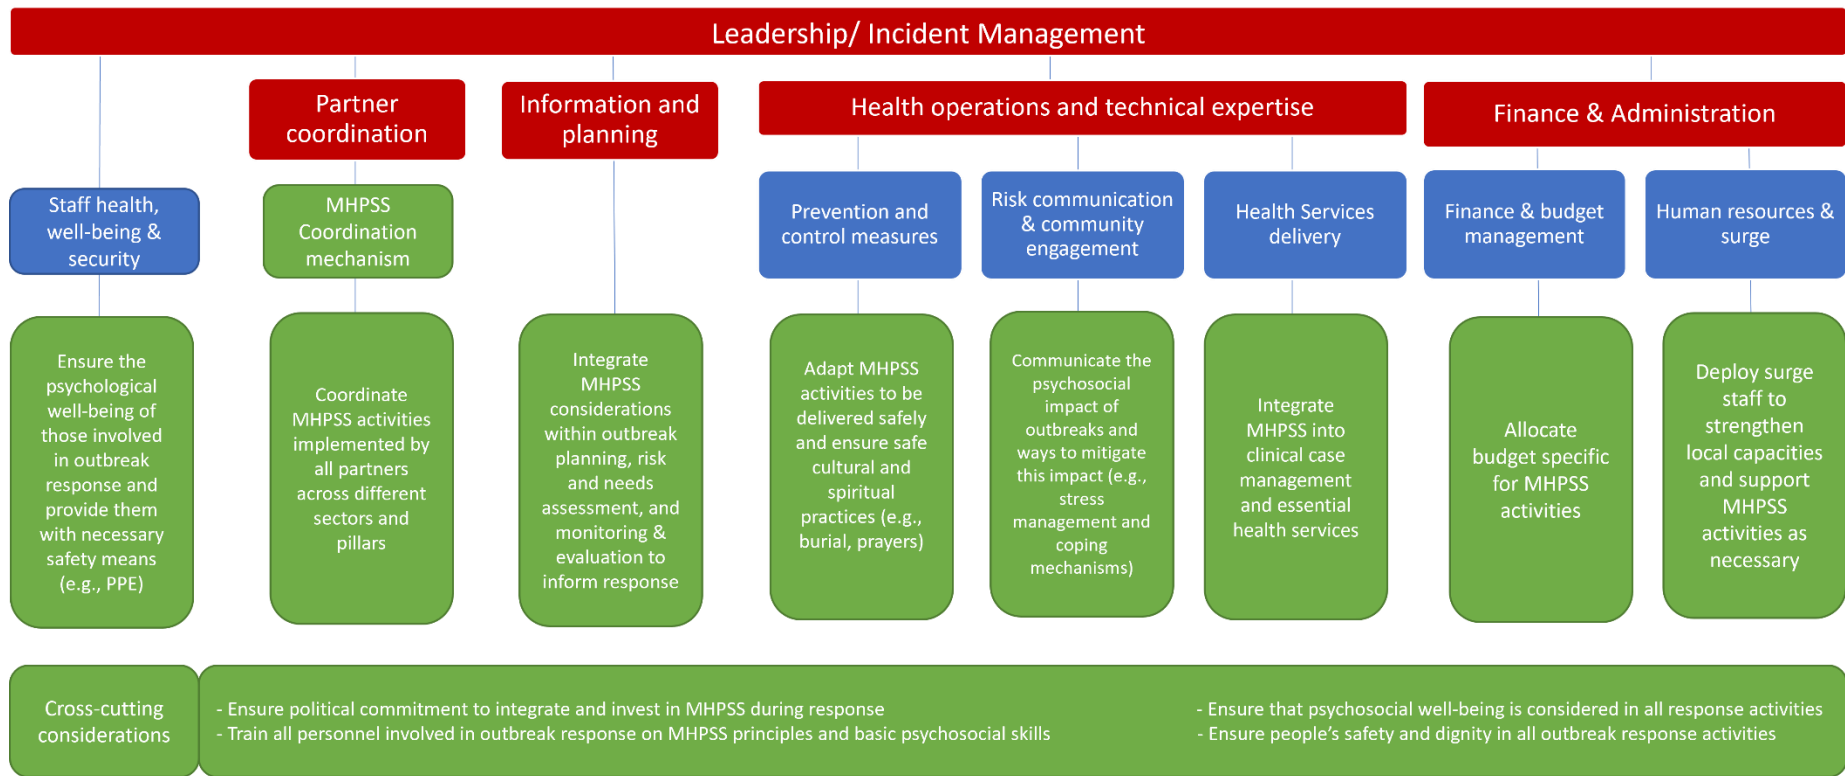 Leadership/ Incident Management
Partner
coordination
Information and
planning
Health operations and technical expertise
Finance & Administration
Staff health,
well-being &
security
MHPSS
Coordination
mechanism
Prevention and
control measures
Risk communication
& community
engagement
Health Services
delivery
Finance & budget
management
Human resources &
surge
Ensure the
psychological
well-being of
those involved
in outbreak
response and
provide them
with necessary
safety means
(e.g., PPE)
Coordinate
MHPSS activities
implemented by
all partners
across different
sectors and
pillars
Integrate
MHPSS
considerations
within outbreak
planning, risk
and needs
assessment, and
monitoring &
evaluation to
inform response
Adapt MHPSS
activities to be
delivered safely
and ensure safe
cultural and
spiritual
practices (e.g.,
burial, prayers)
Communicate the
psychosocial
impact of
outbreaks and
ways to mitigate
this impact (e.g.,
stress
management and
coping
mechanisms)
Integrate
MHPSS into
clinical case
management
and essential
health services
Allocate
budget specific
for MHPSS
activities
Deploy surge
staff to
strengthen
local capacities
and support
MHPSS
activities as
necessary
Cross-cutting
considerations
- Ensure political commitment to integrate and invest in MHPSS during response
- Train all personnel involved in outbreak response on MHPSS principles and basic psychosocial skills
- Ensure that psychosocial well-being is considered in all response activities
- Ensure people's safety and dignity in all outbreak response activities